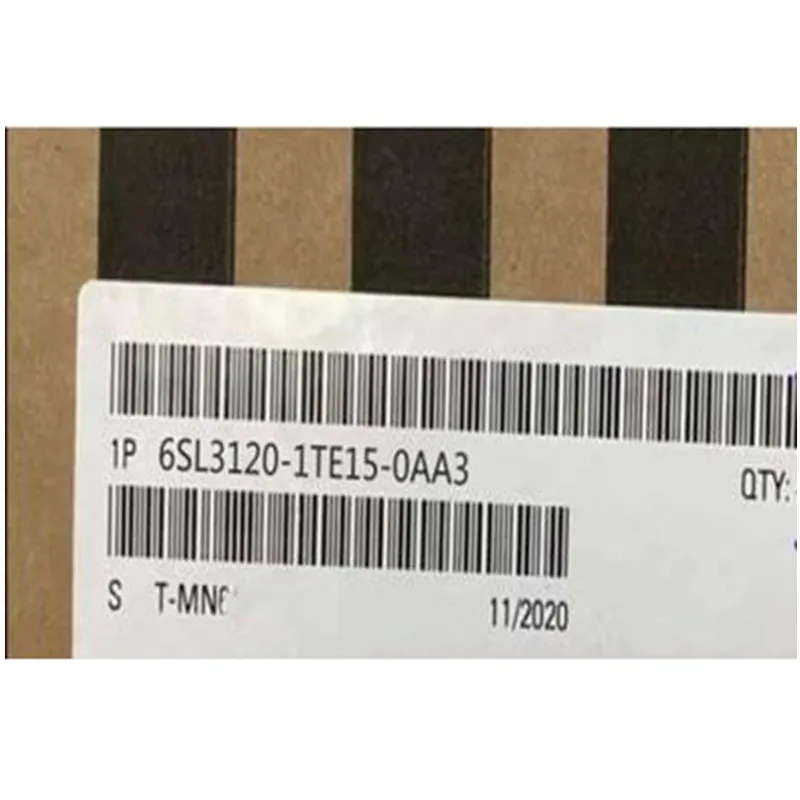 1P 6SL3120-1TE15-0AA3
QTY:
S T-MN
11/2020